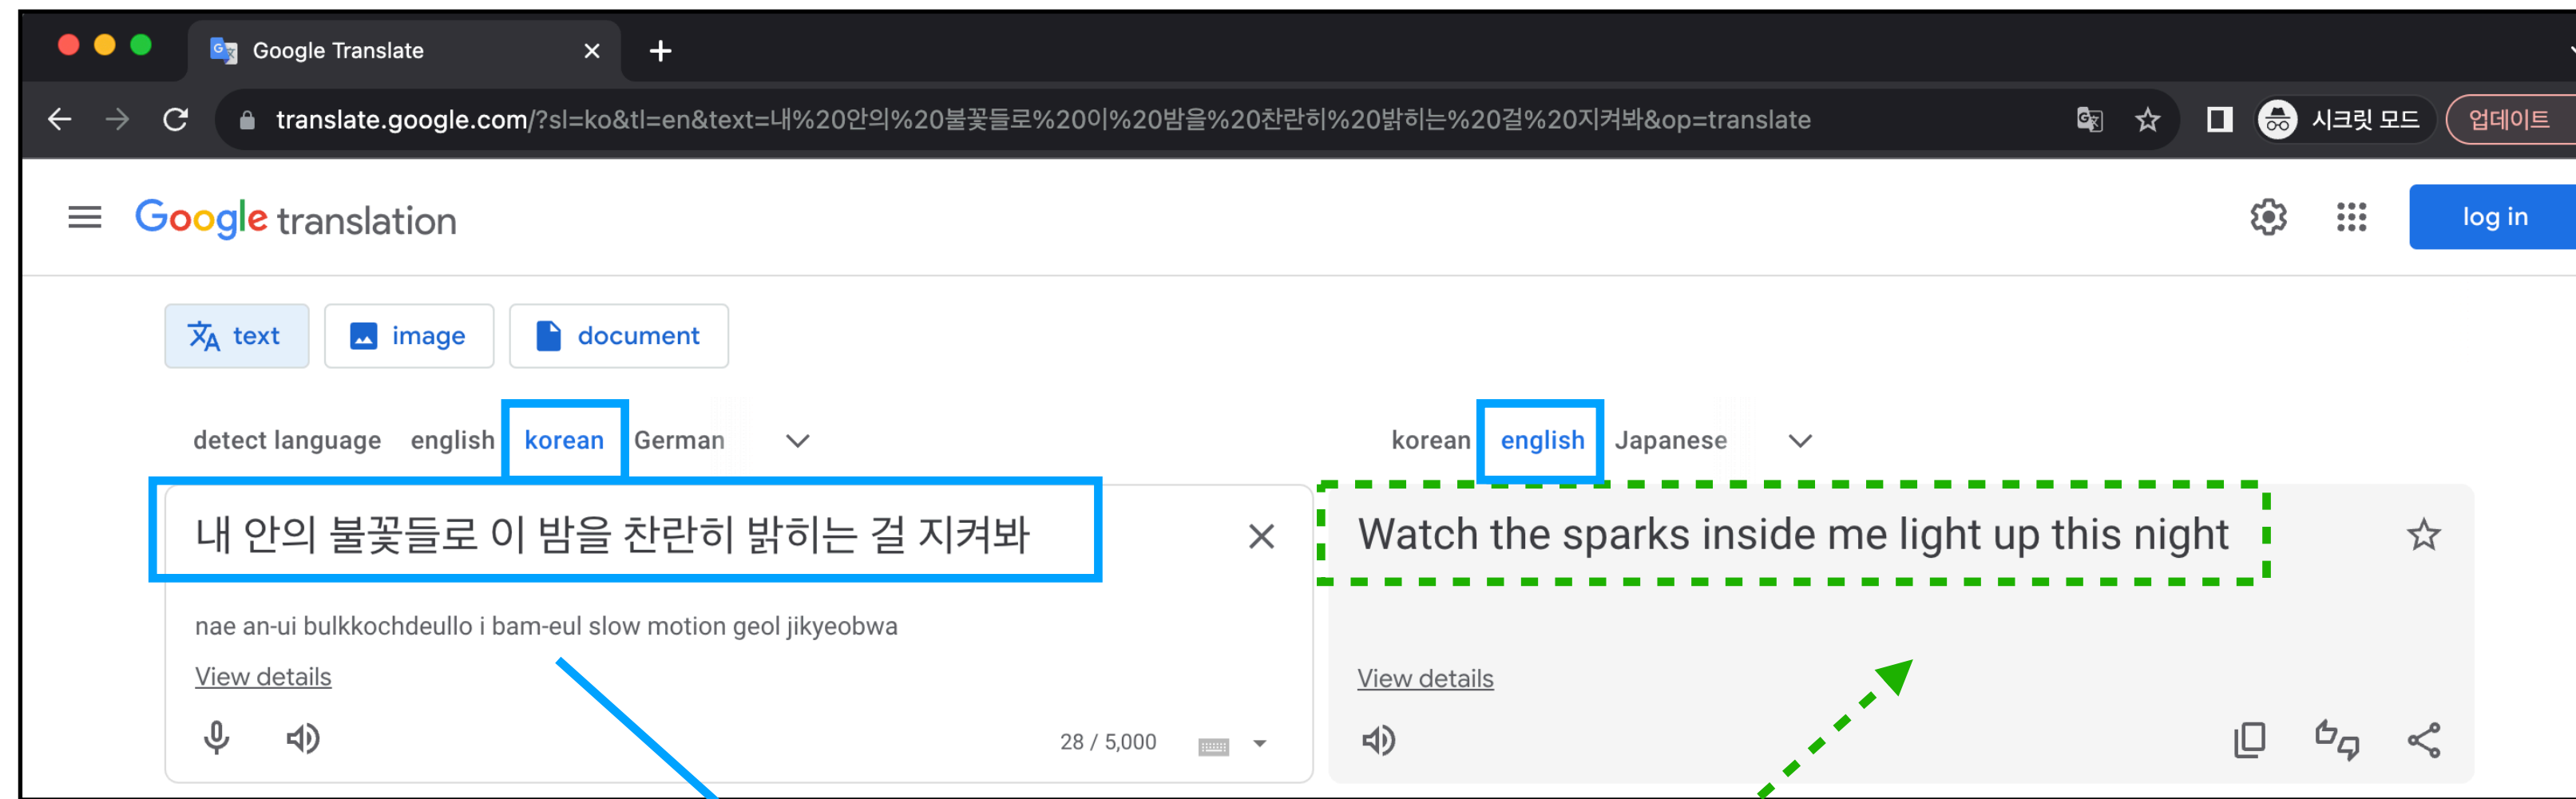 Google Translate
translate.google.com/?sl=ko&tl=en&text=내%20안의%20불꽃들로%20이%20밤을%20찬란히%20밝히는%20걸%20지켜봐&op=translate
시크릿 모드
업데이트
Google translation
log in
text
image
document
detect language english korean German
korean english Japanese
내 안의 불꽃들로 이 밤을 찬란히 밝히는 걸 지켜봐
Watch the sparks inside me light up this night
nae an-ui bulkkochdeullo i bam-eul slow motion geol jikyeobwa
View details
View details
28 / 5,000